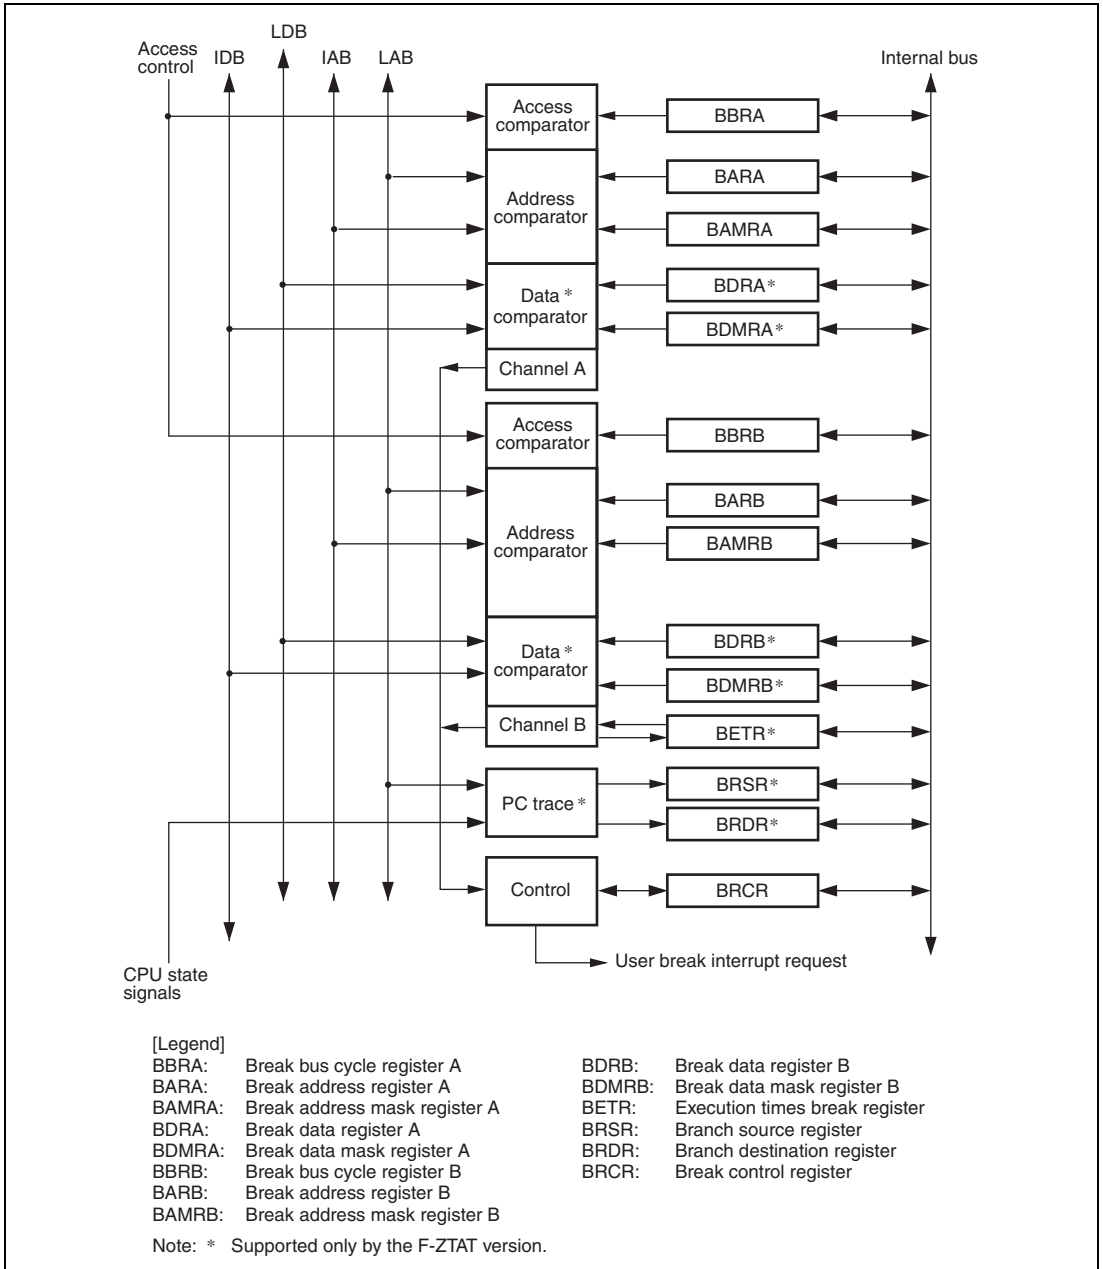 LDB
Access
control
IDB
IAB
LAB
Internal bus
Access
comparator
BBRA
BARA
Address
comparator
BAMRA
Data *
comparator
BDRA*
BDMRA*
Channel A
Access
comparator
BBRB
BARB
Address
comparator
BAMRB
Data *
comparator
BDRB*
BDMRB*
Channel B
BETR*
PC trace *
BRSR*
BRDR*
Control
BRCR
User break interrupt request
CPU state
signals
[Legend]
BBRA: Break bus cycle register A
BARA: Break address register A
BAMRA: Break address mask register A
BDRA: Break data register A
BDMRA: Break data mask register A
BBRB: Break bus cycle register B
BARB: Break address register B
BAMRB: Break address mask register B
BDRB: Break data register B
BDMRB: Break data mask register B
BETR: Execution times break register
BRSR: Branch source register
BRDR: Branch destination register
BRCR: Break control register
Note: * Supported only by the F-ZTAT version.